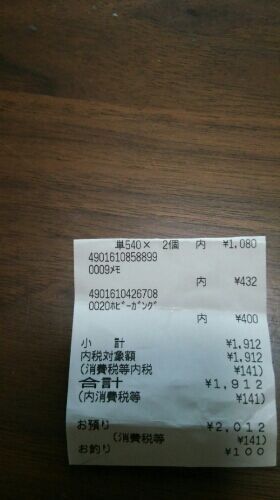 単540× 2個 内 ¥1,080
4901610858899
0009ﾒﾓ
内 ¥432
4901610426708
0020ﾎﾋﾞｰｶﾞﾝｸﾞ
内 ¥400
小 計 ¥1,912
内税対象額 ¥1,912
(消費税等内税 ¥141)
合計 ¥1,912
(内消費税等 ¥141)
お預り ¥2,012
(消費税等 ¥141)
お釣り ¥100